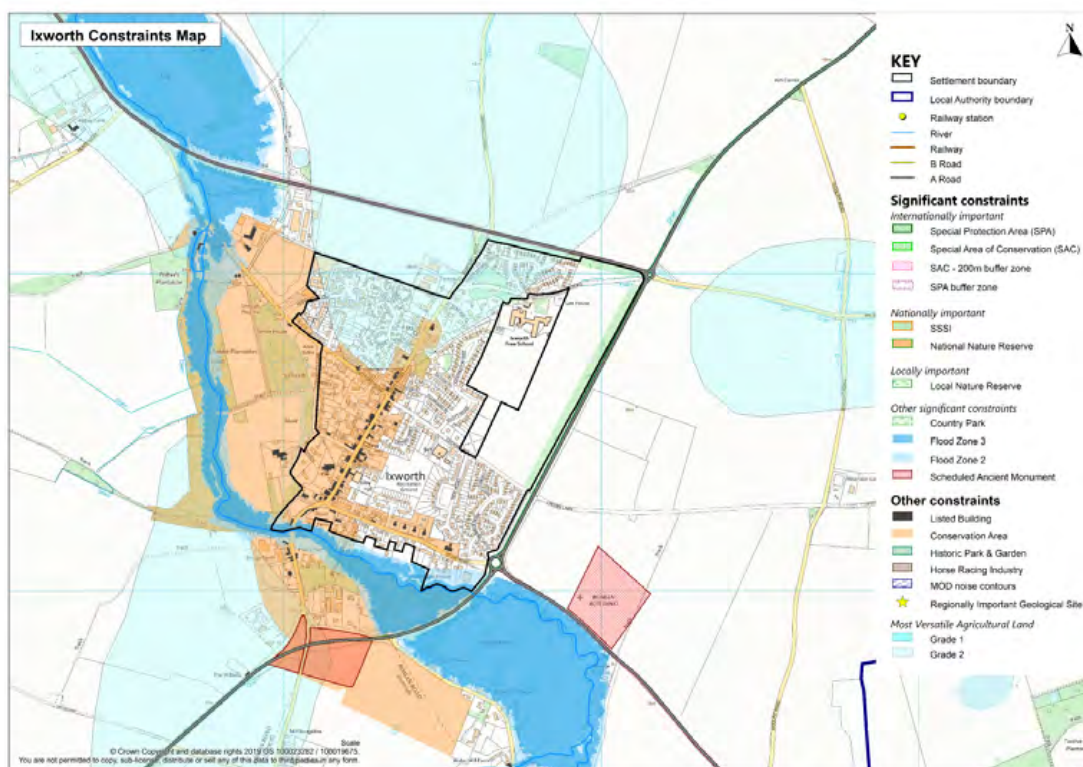 Ixworth Constraints Map
N
KEY
Settlement boundary
Local Authority boundary
Railway station
River
Railway
B Road
A Road
Significant constraints
Internationally important
Special Protection Area (SPA)
Special Area of Conservation (SAC)
SAC - 200m buffer zone
SPA buffer zone
Nationally important
SSSI
National Nature Reserve
Locally important
Local Nature Reserve
Other significant constraints
Country Park
Flood Zone 3
Flood Zone 2
Scheduled Ancient Monument
Other constraints
Listed Building
Conservation Area
Historic Park & Garden
Horse Racing Industry
MOD noise contours
Regionally Important Geological Site
Most Versatile Agricultural Land
Grade 1
Grade 2
Ixworth
Free School
Ixworth
Scale
© Crown Copyright and database rights 2019 OS 100023282 / 100019675.
You are not permitted to copy, sub-license, distribute or sell any of this data to third parties in any form.